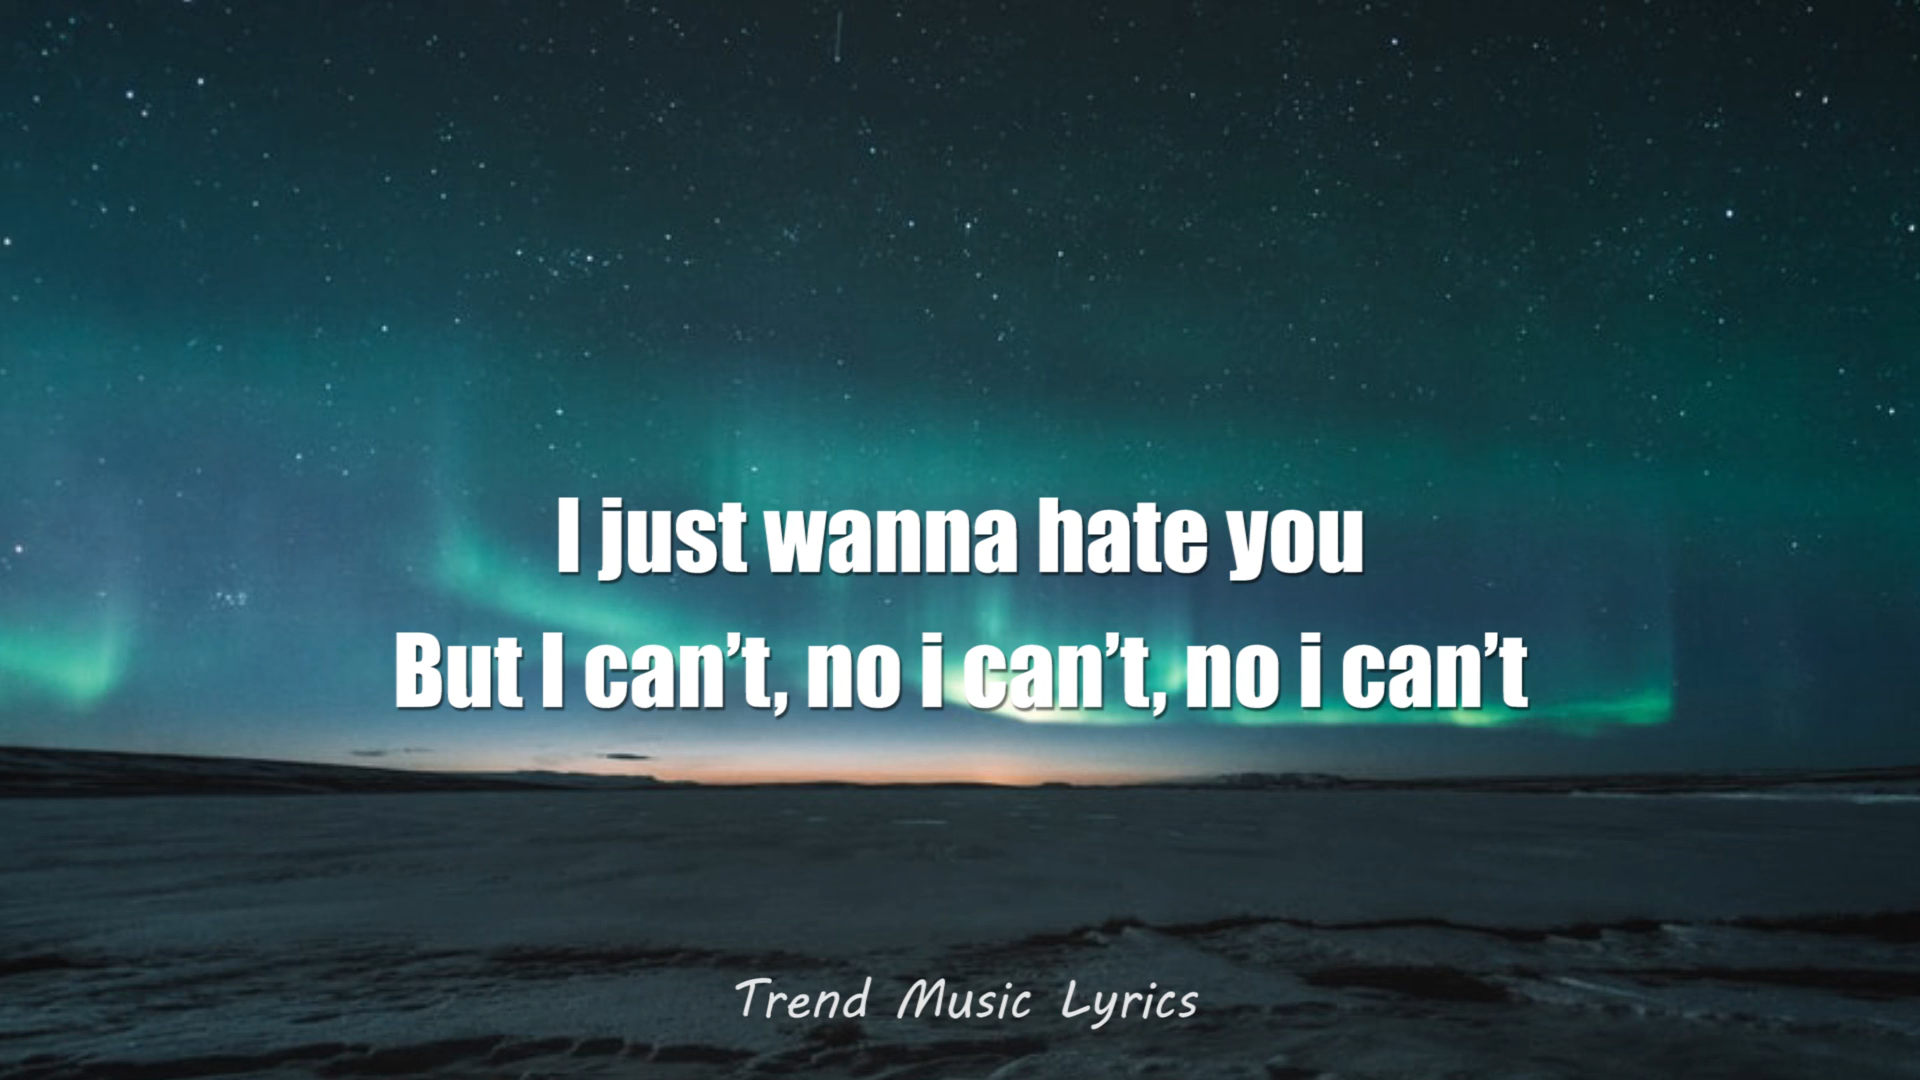 I just wanna hate you
But I can’t, no i can’t, no i can’t
Trend Music Lyrics